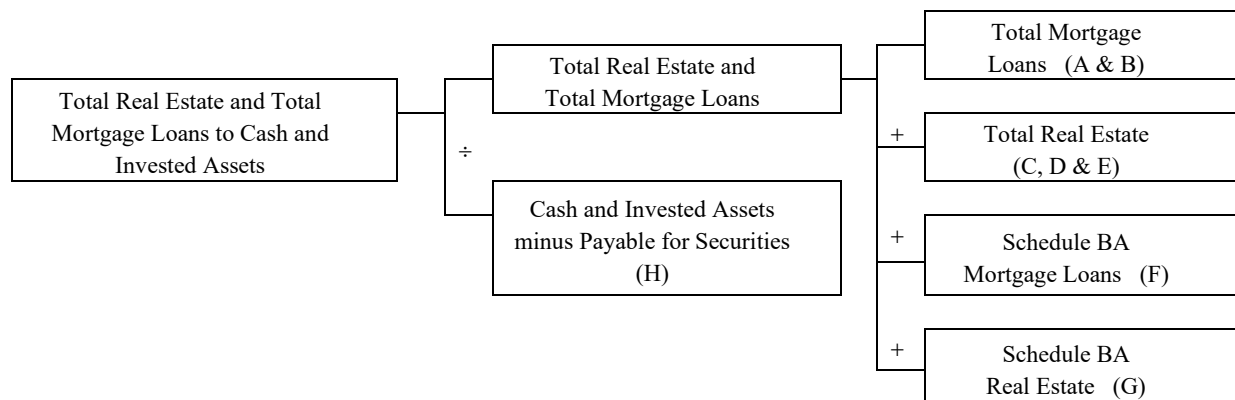 Total Real Estate and Total
Mortgage Loans to Cash and
Invested Assets
÷
Total Real Estate and
Total Mortgage Loans
Cash and Invested Assets
minus Payable for Securities
(H)
Total Mortgage
Loans (A & B)
+
Total Real Estate
(C, D & E)
+
Schedule BA
Mortgage Loans (F)
+
Schedule BA
Real Estate (G)